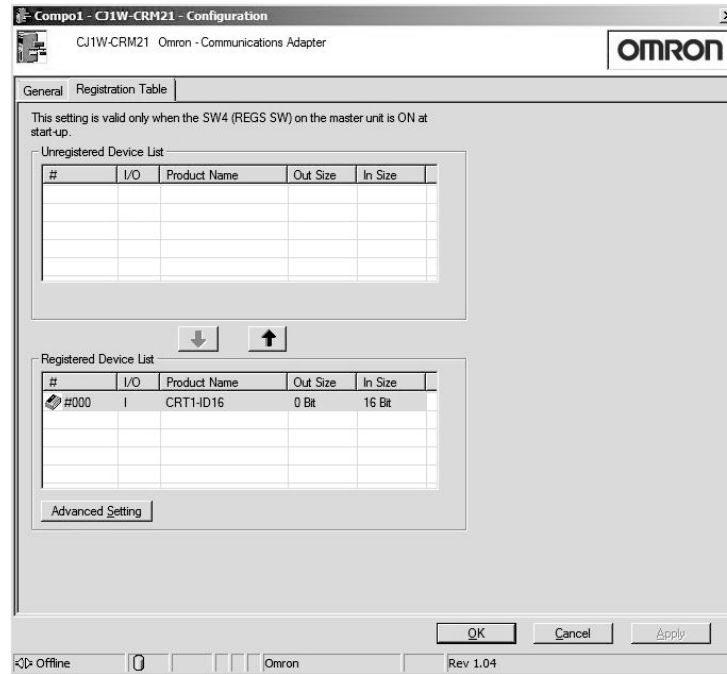 Compo1 - CJ1W-CRM21 - Configuration
CJ1W-CRM21 Omron - Communications Adapter
OMRON
General Registration Table
This setting is valid only when the SW4 (REGS SW) on the master unit is ON at
start-up.
Unregistered Device List
# I/O Product Name Out Size In Size
Registered Device List
# I/O Product Name Out Size In Size
#000 I CRT1-ID16 0 Bit 16 Bit
Advanced Setting
OK Cancel Apply
Offline Omron Rev 1.04